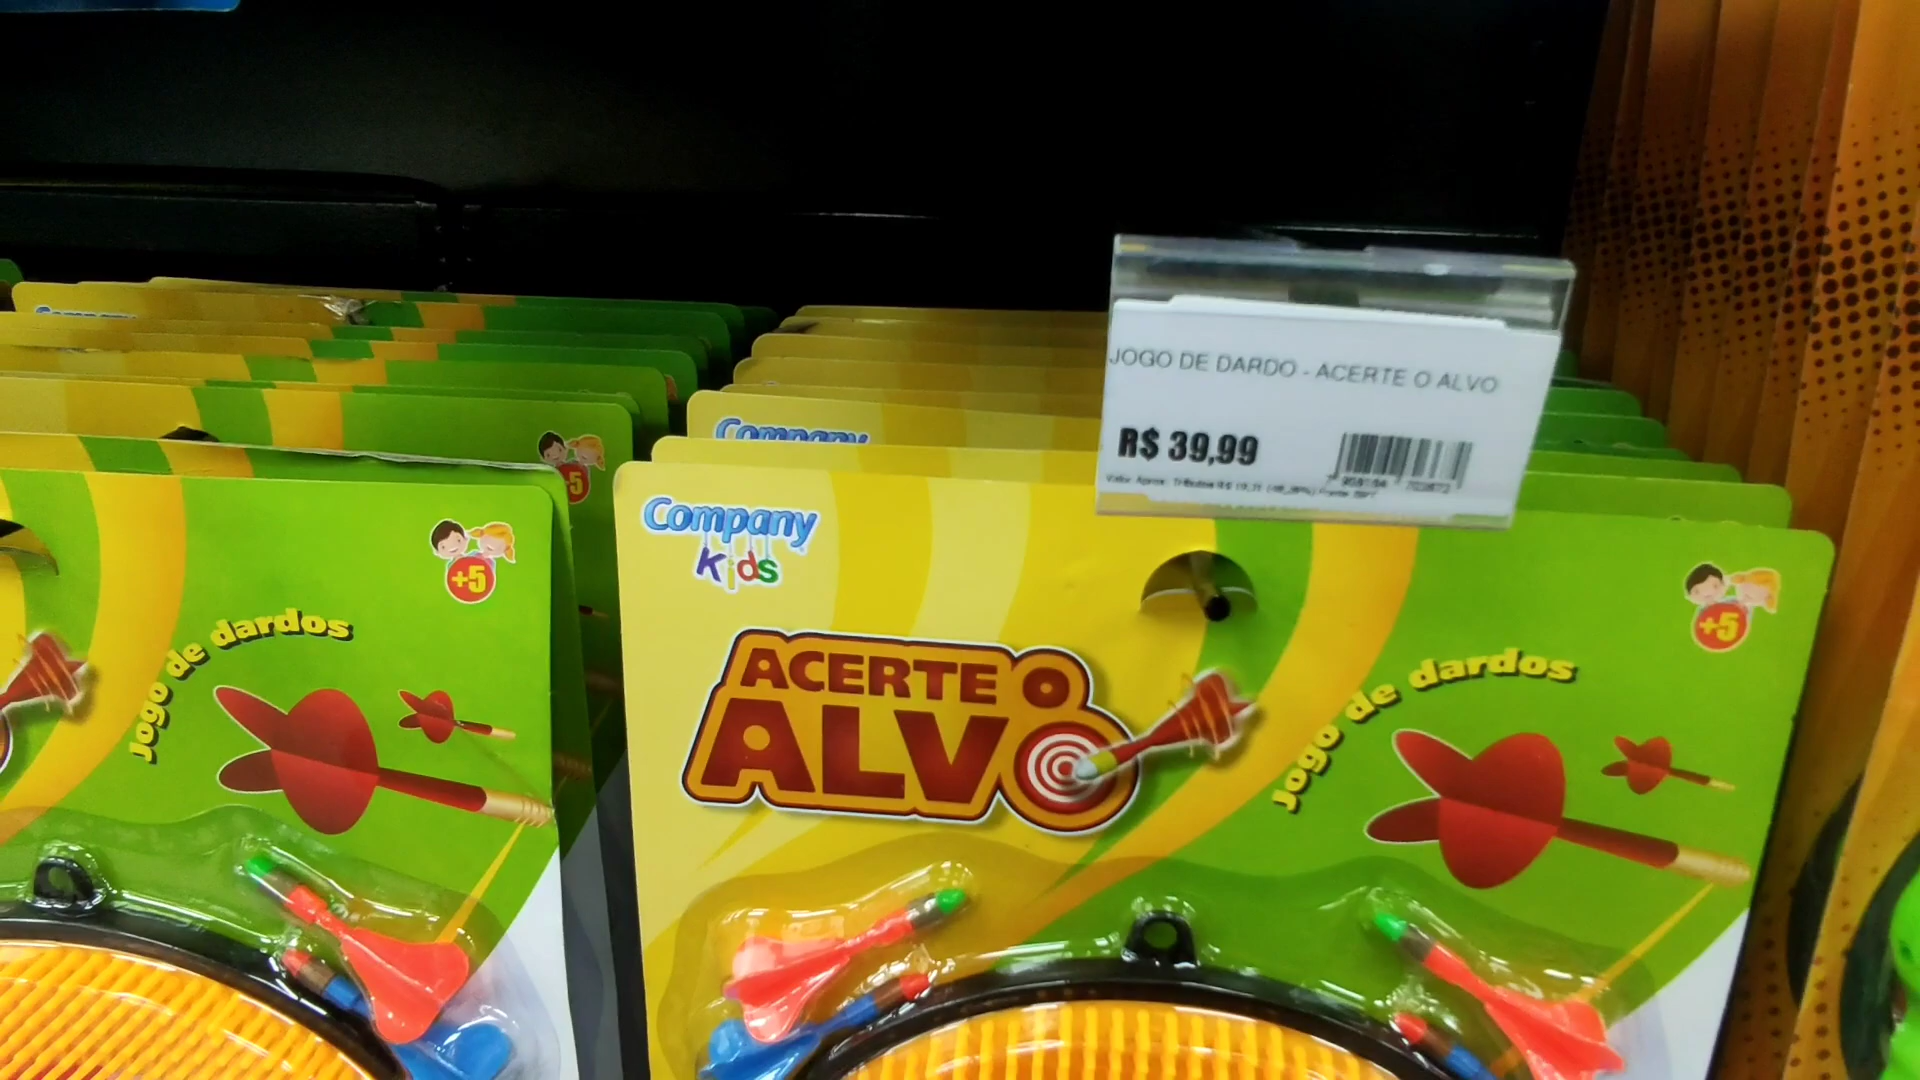 JOGO DE DARDO - ACERTE O ALVO
R$ 39,99
Company
Company
Kids
+5
ACERTE O
ALVO
Jogo de dardos
+5
Jogo de dardos
+5